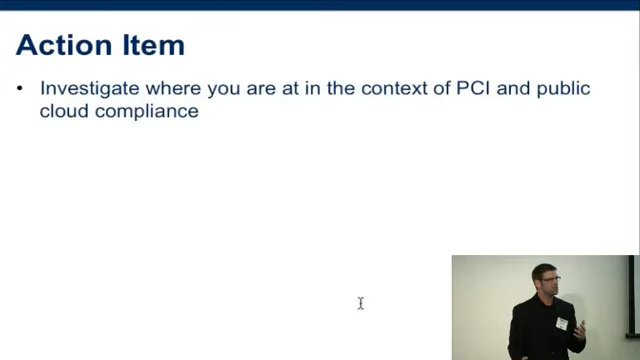 Action Item
• Investigate where you are at in the context of PCI and public
cloud compliance